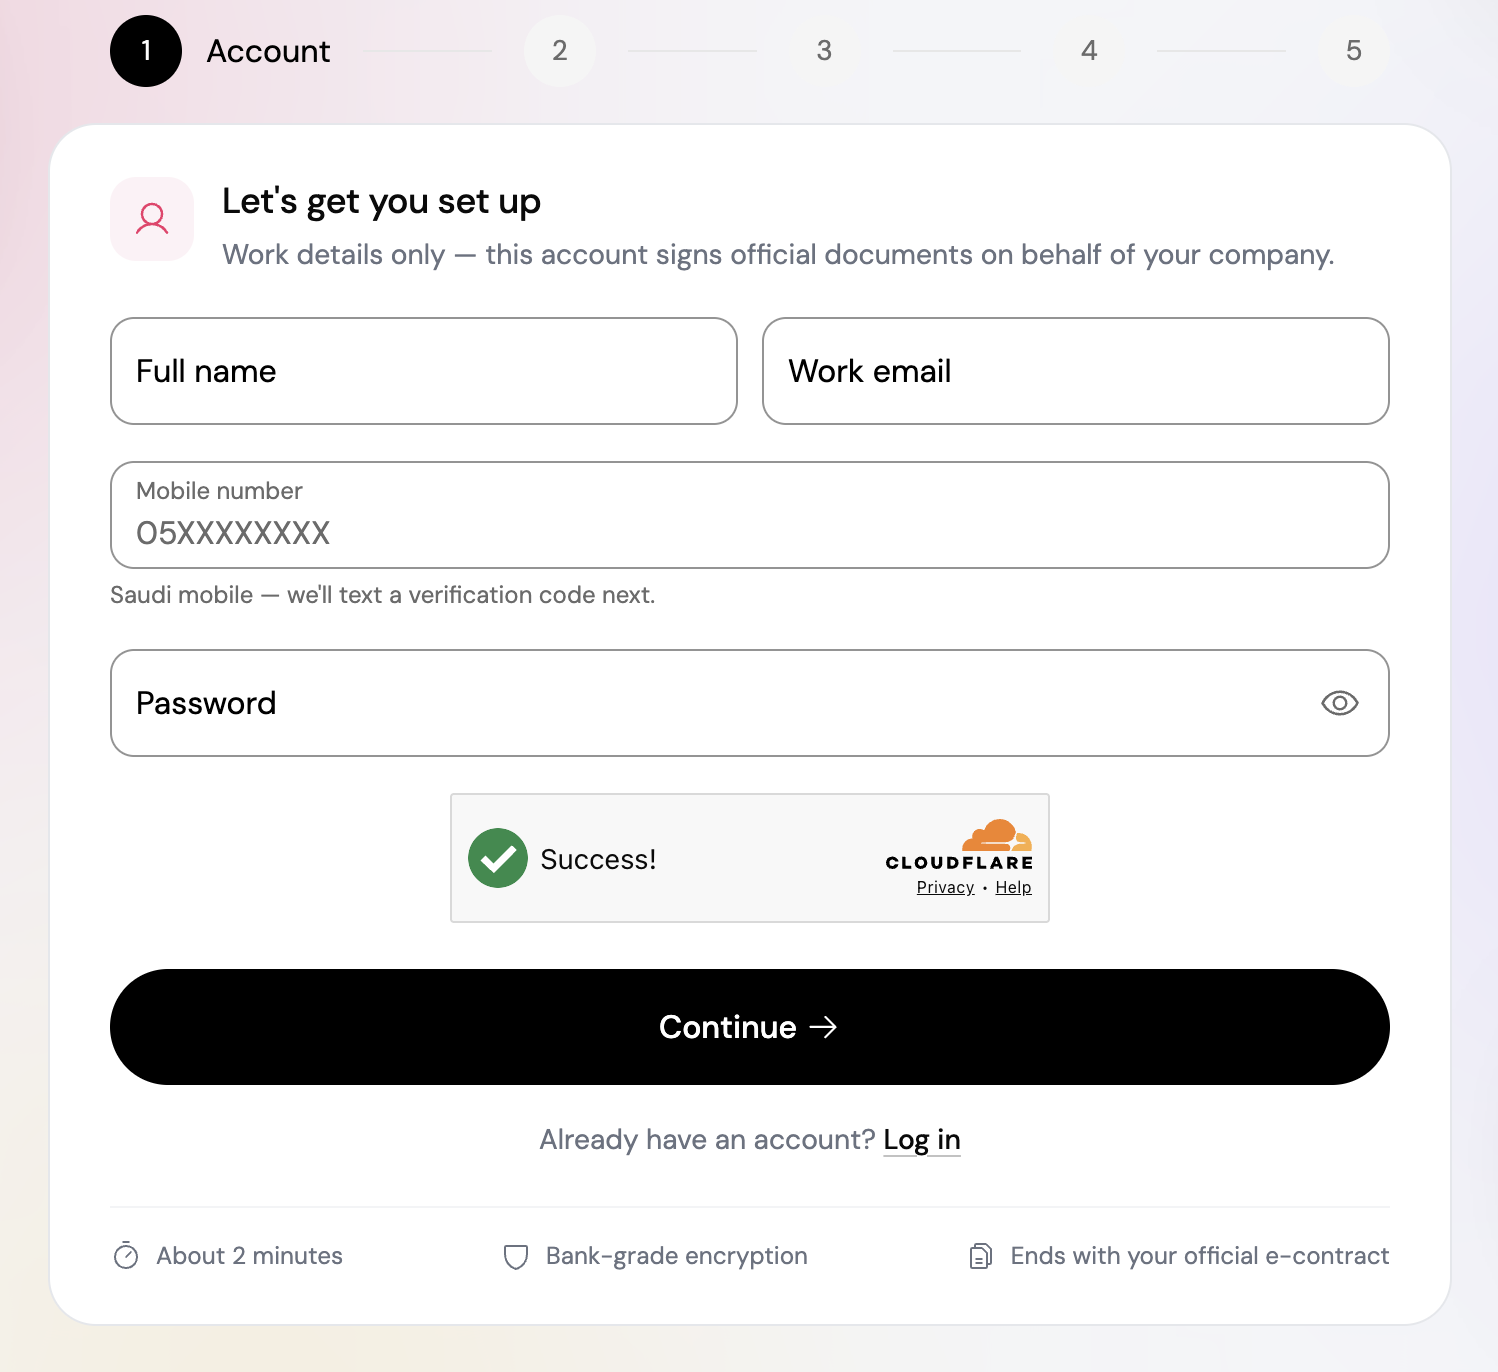 1 Account 2 3 4 5
Let's get you set up
Work details only — this account signs official documents on behalf of your company.
Full name
Work email
Mobile number
05XXXXXXXX
Saudi mobile — we'll text a verification code next.
Password
Success!
CLOUDFLARE
Privacy • Help
Continue →
Already have an account? Log in
About 2 minutes
Bank-grade encryption
Ends with your official e-contract